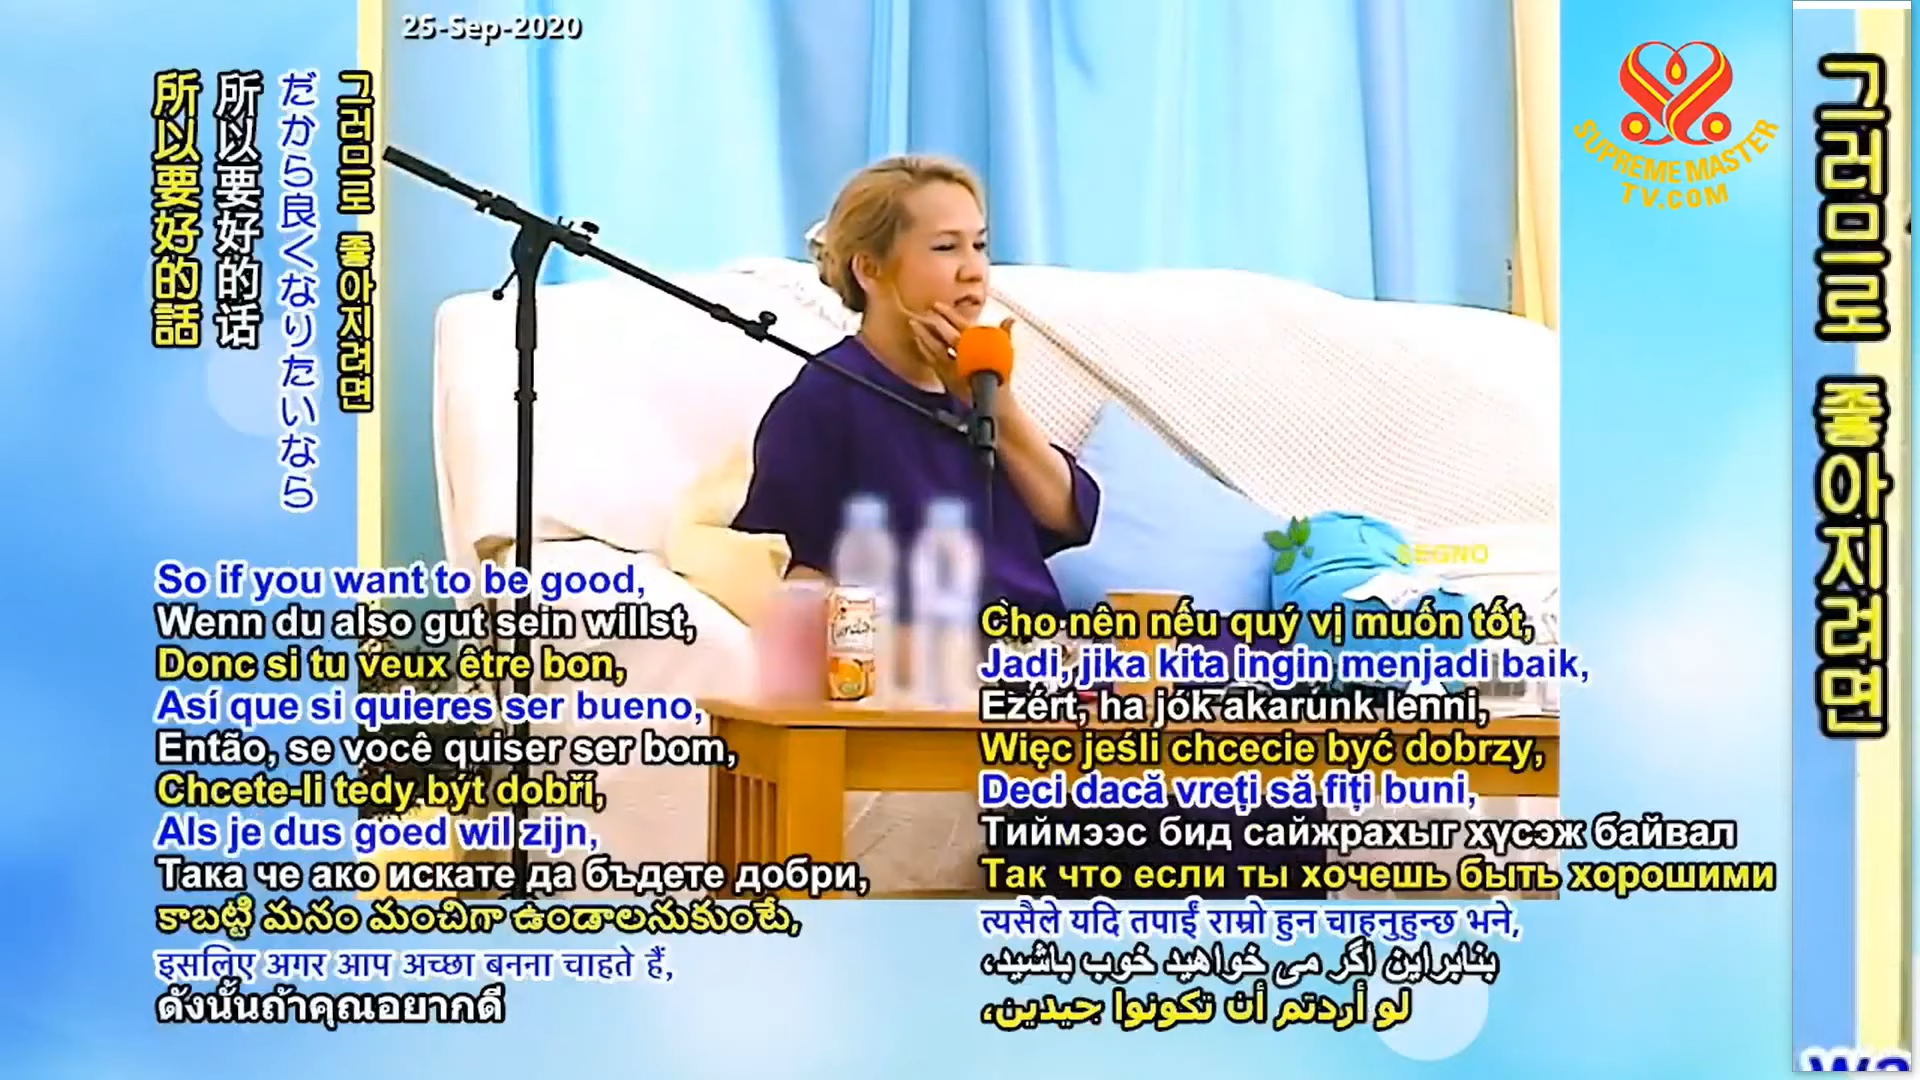 25-Sep-2020
SUPREME MASTER
TV.COM
그러므로 좋아지려면
だから良くなりたいなら
所以要好的话
所以要好的話
그러므로 좋아지려면
SEGNO
So if you want to be good,
Wenn du also gut sein willst,
Donc si tu veux être bon,
Así que si quieres ser bueno,
Então, se você quiser ser bom,
Chcete-li tedy být dobří,
Als je dus goed wil zijn,
Така че ако искате да бъдете добри,
కాబట్టి మనం మంచిగా ఉండాలనుకుంటే,
इसलिए अगर आप अच्छा बनना चाहते हैं,
ดังนั้นถ้าคุณอยากดี
Cho nên nếu quý vị muốn tốt,
Jadi, jika kita ingin menjadi baik,
Ezért, ha jók akarunk lenni,
Więc jeśli chcecie być dobrzy,
Deci dacă vreți să fiți buni,
Тиймээс бид сайжрахыг хүсэж байвал
Так что если ты хочешь быть хорошими
त्यसैले यदि तपाईं राम्रो हुन चाहनुहुन्छ भने,
بنابراین اگر می خواهید خوب باشید،
لو أردتم أن تكونوا جيدين،